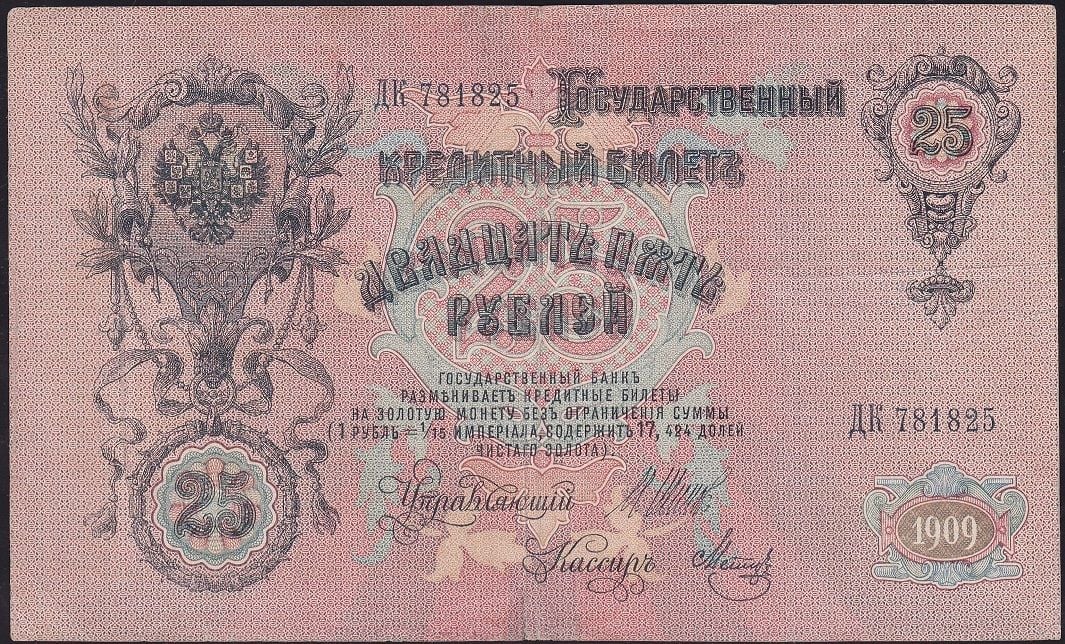 ДК 781825
Государственный
25
кредитный билетъ
25
Двадцать пять
рублей
Государственный банкъ
размѣниваетъ кредитные билеты
на золотую монету безъ ограниченія суммы
(1 рубль = 1/15 имперіала, содержитъ 17, 424 долей
чистаго золота).
ДК 781825
25
Управляющій
1909
Кассиръ